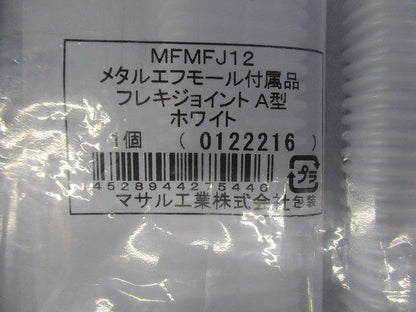 MFMFJ12
メタルエフモール付属品
フレキジョイント A型
ホワイト
1個 ( 0122216 )
4528944275446
プラ
マサル工業株式会社包装